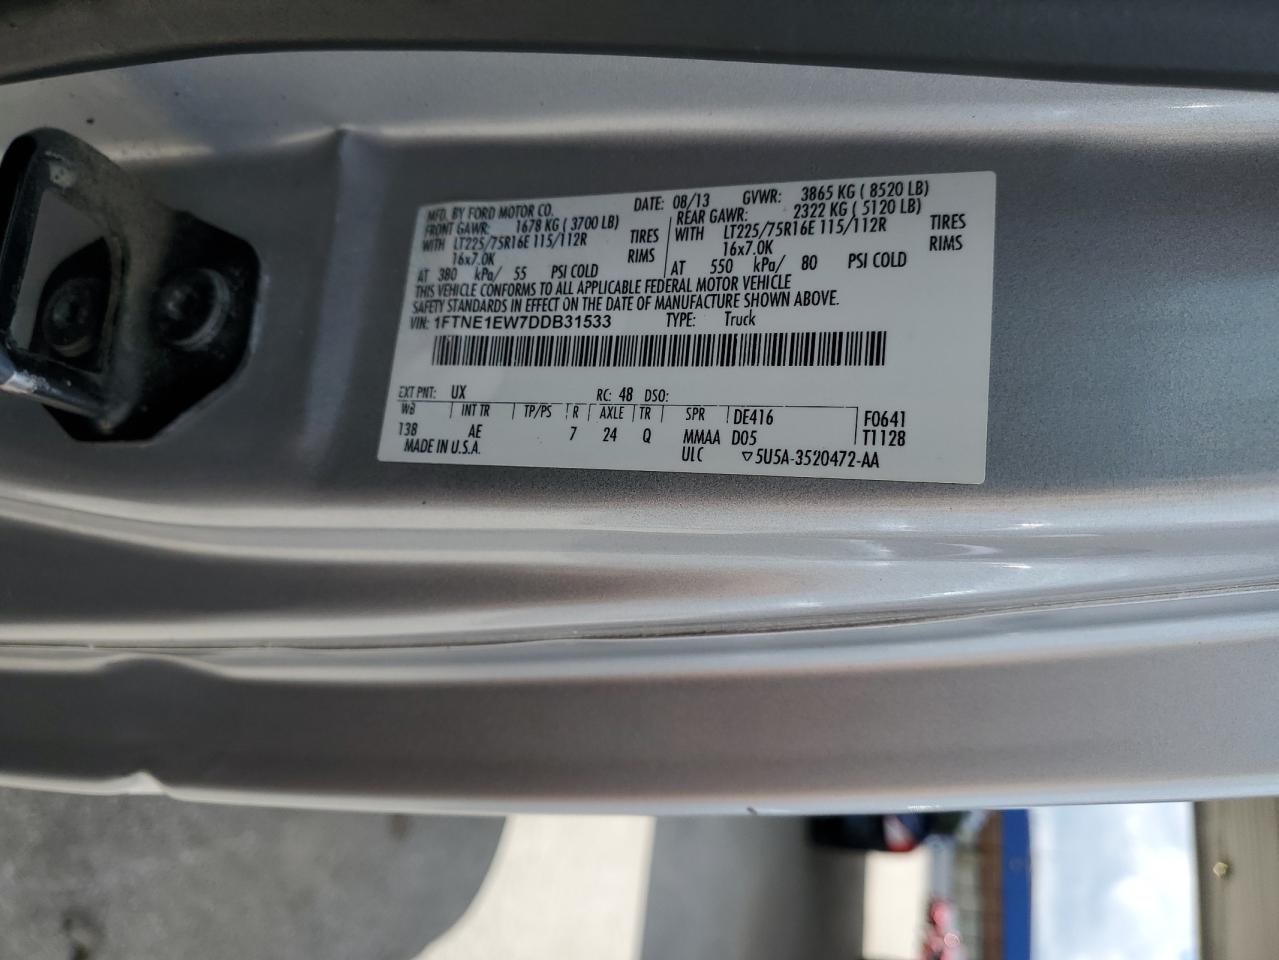 MFD. BY FORD MOTOR CO. DATE: 08/13 GVWR: 3865 KG ( 8520 LB)
FRONT GAWR: 1678 KG ( 3700 LB) REAR GAWR: 2322 KG ( 5120 LB)
WITH LT225/75R16E 115/112R TIRES WITH LT225/75R16E 115/112R TIRES
16x7.0K RIMS 16x7.0K RIMS
AT 380 kPa/ 55 PSI COLD AT 550 kPa/ 80 PSI COLD
THIS VEHICLE CONFORMS TO ALL APPLICABLE FEDERAL MOTOR VEHICLE
SAFETY STANDARDS IN EFFECT ON THE DATE OF MANUFACTURE SHOWN ABOVE.
VIN: 1FTNE1EW7DDB31533 TYPE: Truck
EXT PNT: UX RC: 48 DSO:
WB INT TR TP/PS R AXLE TR SPR DE416 F0641
138 AE 7 24 Q MMAA D05 T1128
MADE IN U.S.A. ULC ▽5U5A-3520472-AA